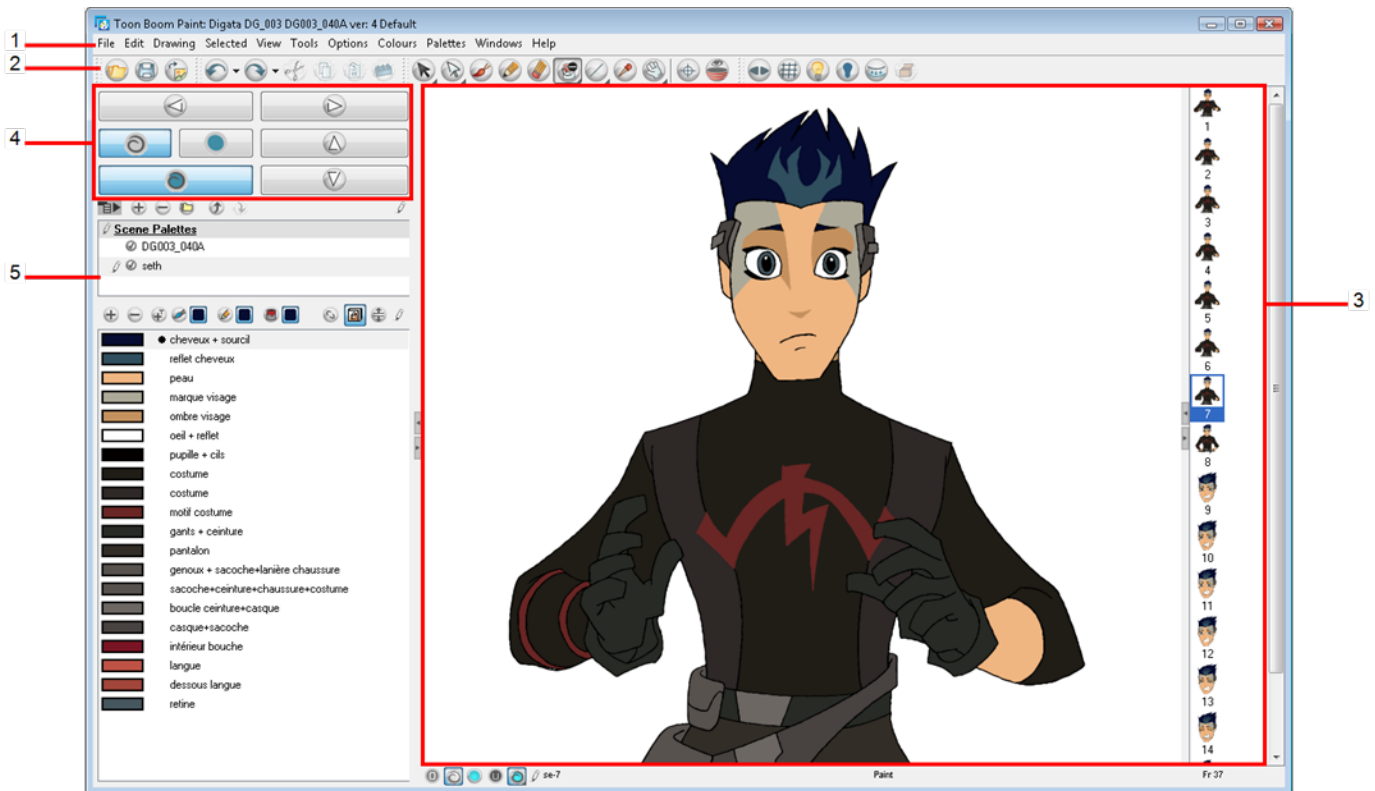 Toon Boom Paint: Digata DG_003 DG003_040A ver: 4 Default
1
File Edit Drawing Selected View Tools Options Colours Palettes Windows Help
2
4
Scene Palettes
DG003_040A
5
seth
3
cheveux + sourcil
reflet cheveux
peau
marque visage
ombre visage
oeil + reflet
pupille + cils
costume
costume
motif costume
gants + ceinture
pantalon
genoux + sacoche+lanière chaussure
sacoche+ceinture+chaussure+costume
boucle ceinture+casque
casque+sacoche
intérieur bouche
langue
dessous langue
retine
1
2
3
4
5
6
7
8
9
10
11
12
13
14
se-7
Paint
Fr 37